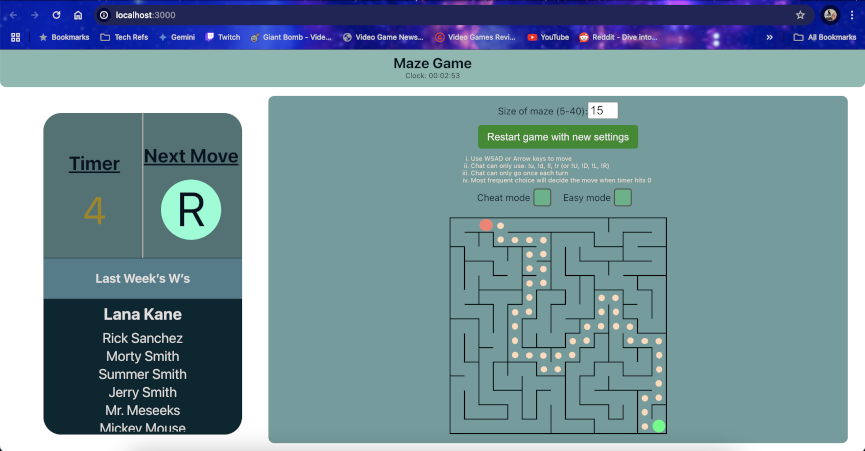 localhost:3000
Bookmarks Tech Refs Gemini Twitch Giant Bomb - Vide... Video Game News... Video Games Revi... YouTube Reddit - Dive into... » All Bookmarks
Maze Game
Clock: 00:02:53
Timer
4
Next Move
R
Last Week's W's
Lana Kane
Rick Sanchez
Morty Smith
Summer Smith
Jerry Smith
Mr. Meseeks
Mickey Mouse
Size of maze (5-40): 15
Restart game with new settings
i. Use WSAD or Arrow keys to move
ii. Chat can only use: !u, !d, !l, !r (or !U, !D, !L, !R)
iii. Chat can only go once each turn
iv. Most frequent choice will decide the move when timer hits 0
Cheat mode Easy mode